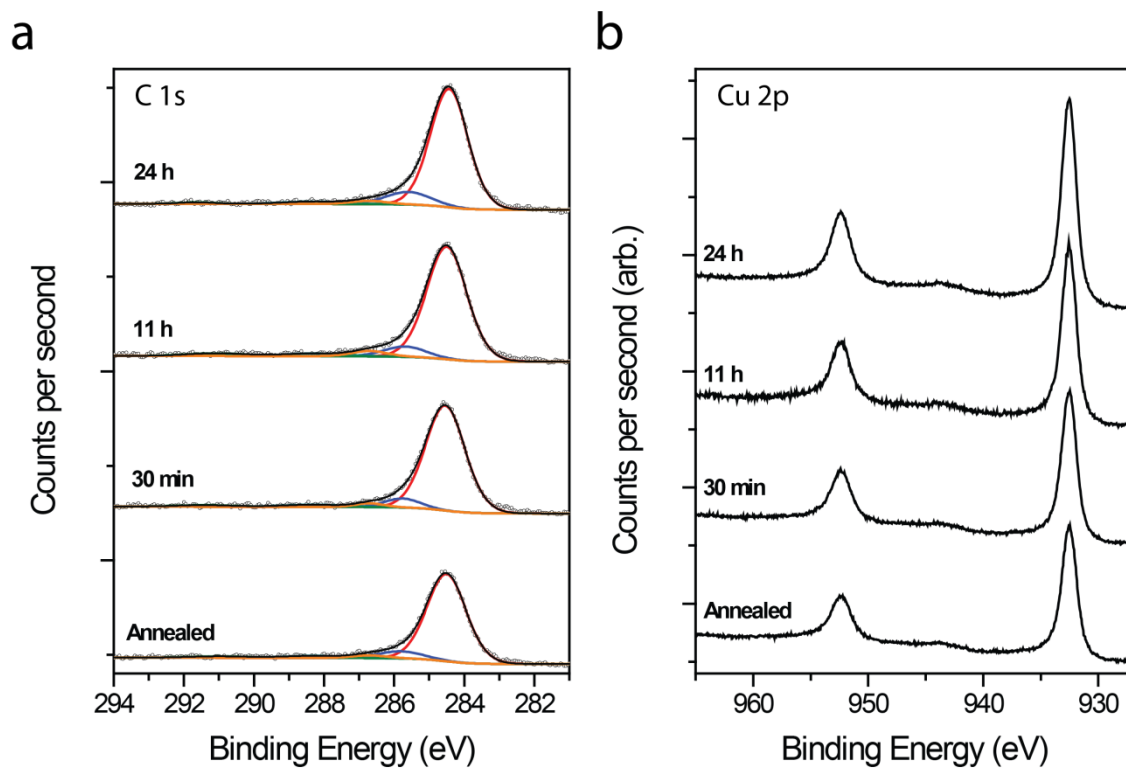 a
C 1s
24 h
11 h
30 min
Annealed
Counts per second
294 292 290 288 286 284 282
Binding Energy (eV)
b
Cu 2p
24 h
11 h
30 min
Annealed
Counts per second (arb.)
960 950 940 930
Binding Energy (eV)